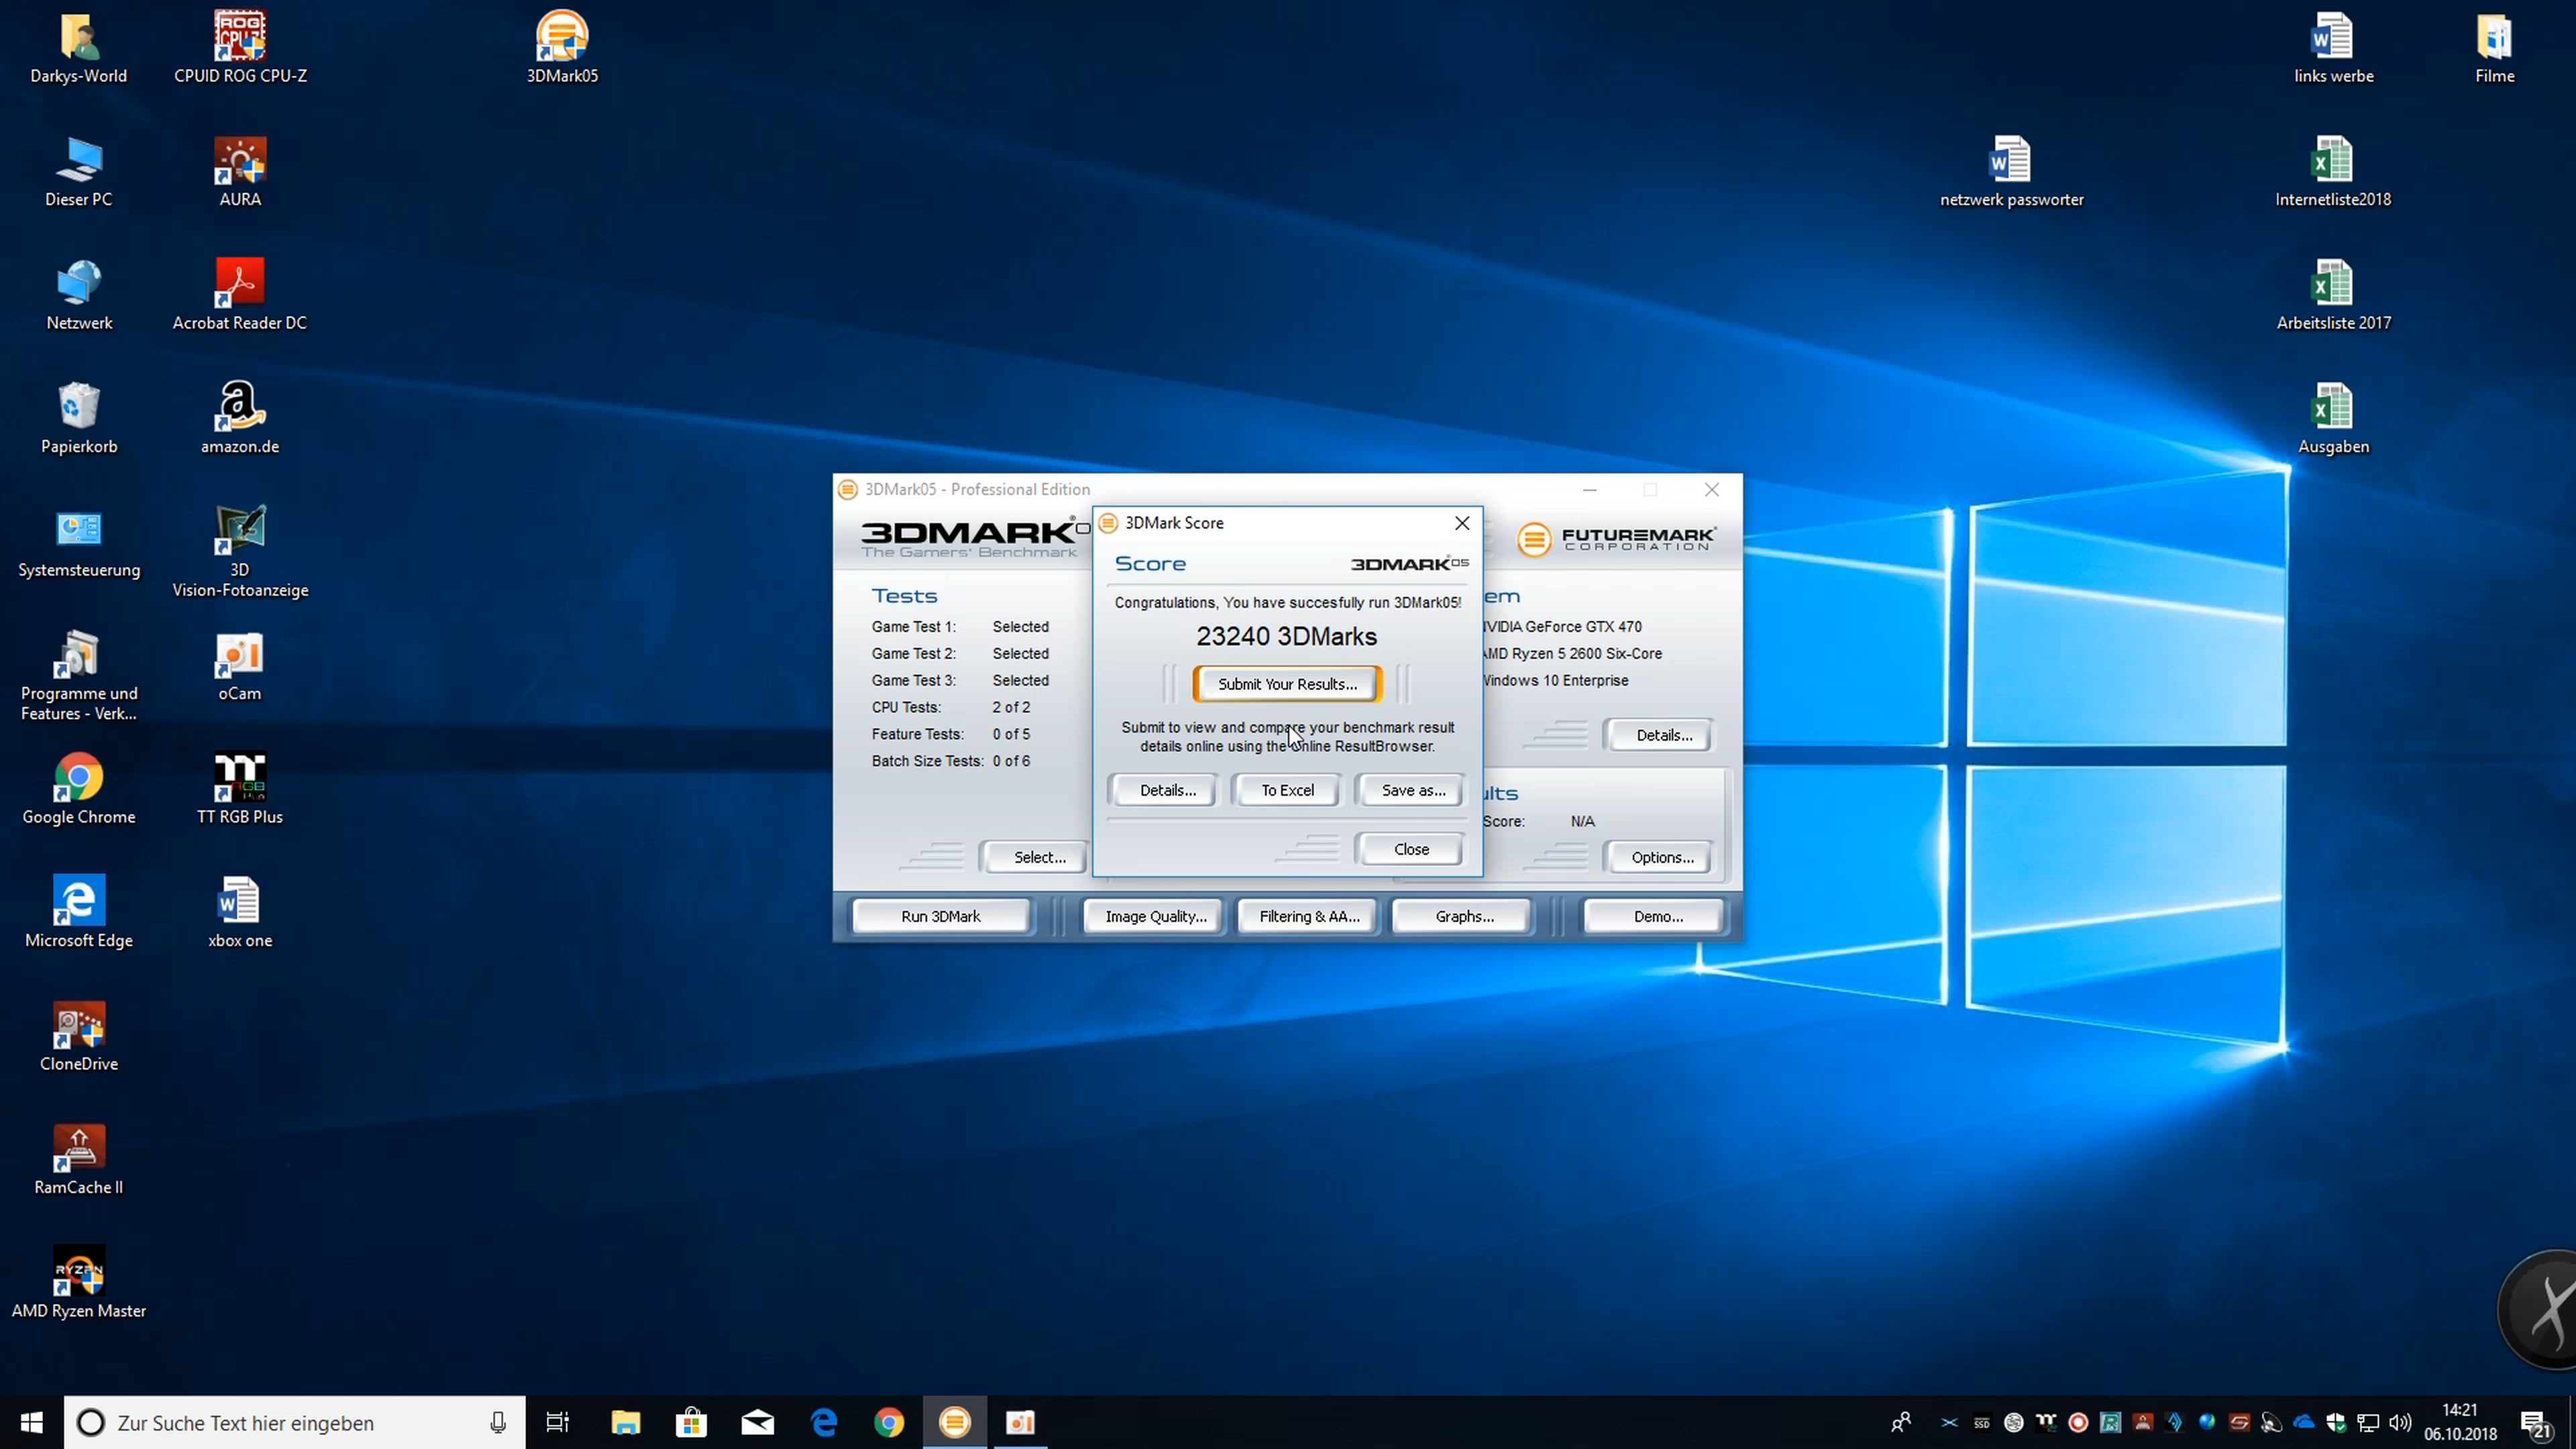 Darkys-World
CPUID ROG CPU-Z
3DMark05
links werbe
Filme
Dieser PC
AURA
netzwerk passworter
Internetliste2018
Netzwerk
Acrobat Reader DC
Arbeitsliste 2017
Papierkorb
amazon.de
Ausgaben
Systemsteuerung
3D
Vision-Fotoanzeige
Programme und
Features - Verk...
oCam
Google Chrome
TT RGB Plus
Microsoft Edge
xbox one
CloneDrive
RamCache II
AMD Ryzen Master
3DMark05 - Professional Edition
3DMARK
The Gamers' Benchmark
FUTUREMARK
CORPORATION
Tests
Game Test 1: Selected
Game Test 2: Selected
Game Test 3: Selected
CPU Tests: 2 of 2
Feature Tests: 0 of 5
Batch Size Tests: 0 of 6
Select...
3DMark Score
Score
3DMARK05
Congratulations, You have succesfully run 3DMark05!
23240 3DMarks
Submit Your Results...
Submit to view and compare your benchmark result
details online using the online ResultBrowser.
Details...
To Excel
Save as...
Close
em
NVIDIA GeForce GTX 470
AMD Ryzen 5 2600 Six-Core
Windows 10 Enterprise
Details...
ults
Score: N/A
Options...
Run 3DMark
Image Quality...
Filtering & AA...
Graphs...
Demo...
Zur Suche Text hier eingeben
14:21
06.10.2018
21